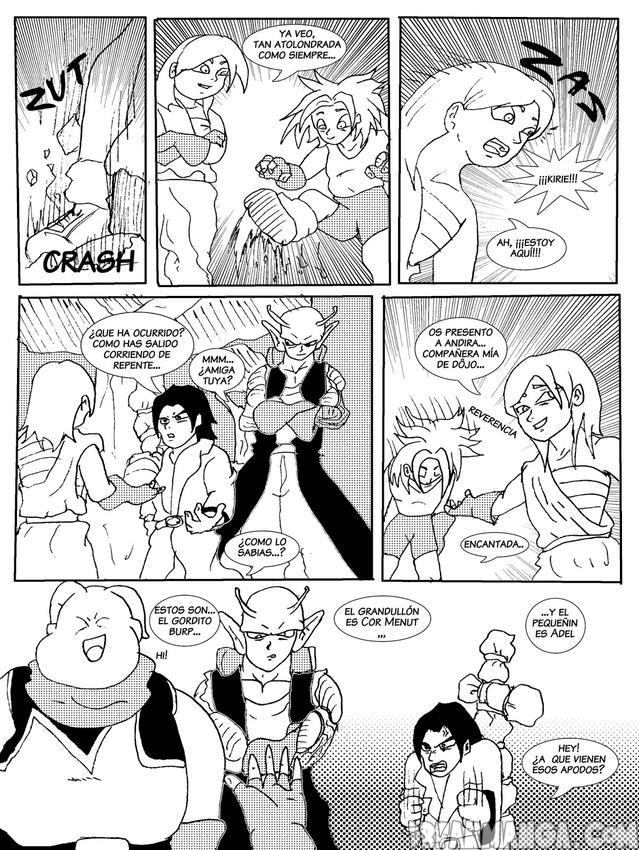 ZUT
CRASH
YA VEO,
TAN ATOLONDRADA
COMO SIEMPRE...
ZAS
¡¡¡KIRIE!!!
AH, ¡¡¡ESTOY
AQUÍ!!!
¿QUE HA OCURRIDO?
COMO HAS SALIDO
CORRIENDO DE
REPENTE...
MMM...
¿AMIGA
TUYA?
¿COMO LO
SABIAS...?
OS PRESENTO
A ANDIRA...
COMPAÑERA MÍA
DE DÔJO...
REVERENCIA
ENCANTADA..
ESTOS SON...
EL GORDITO
BURP...
HI!
EL GRANDULLÓN
ES COR MENUT
,,,
...Y EL
PEQUEÑIN
ES ADEL
HEY!
¿A QUE VIENEN
ESOS APODOS?